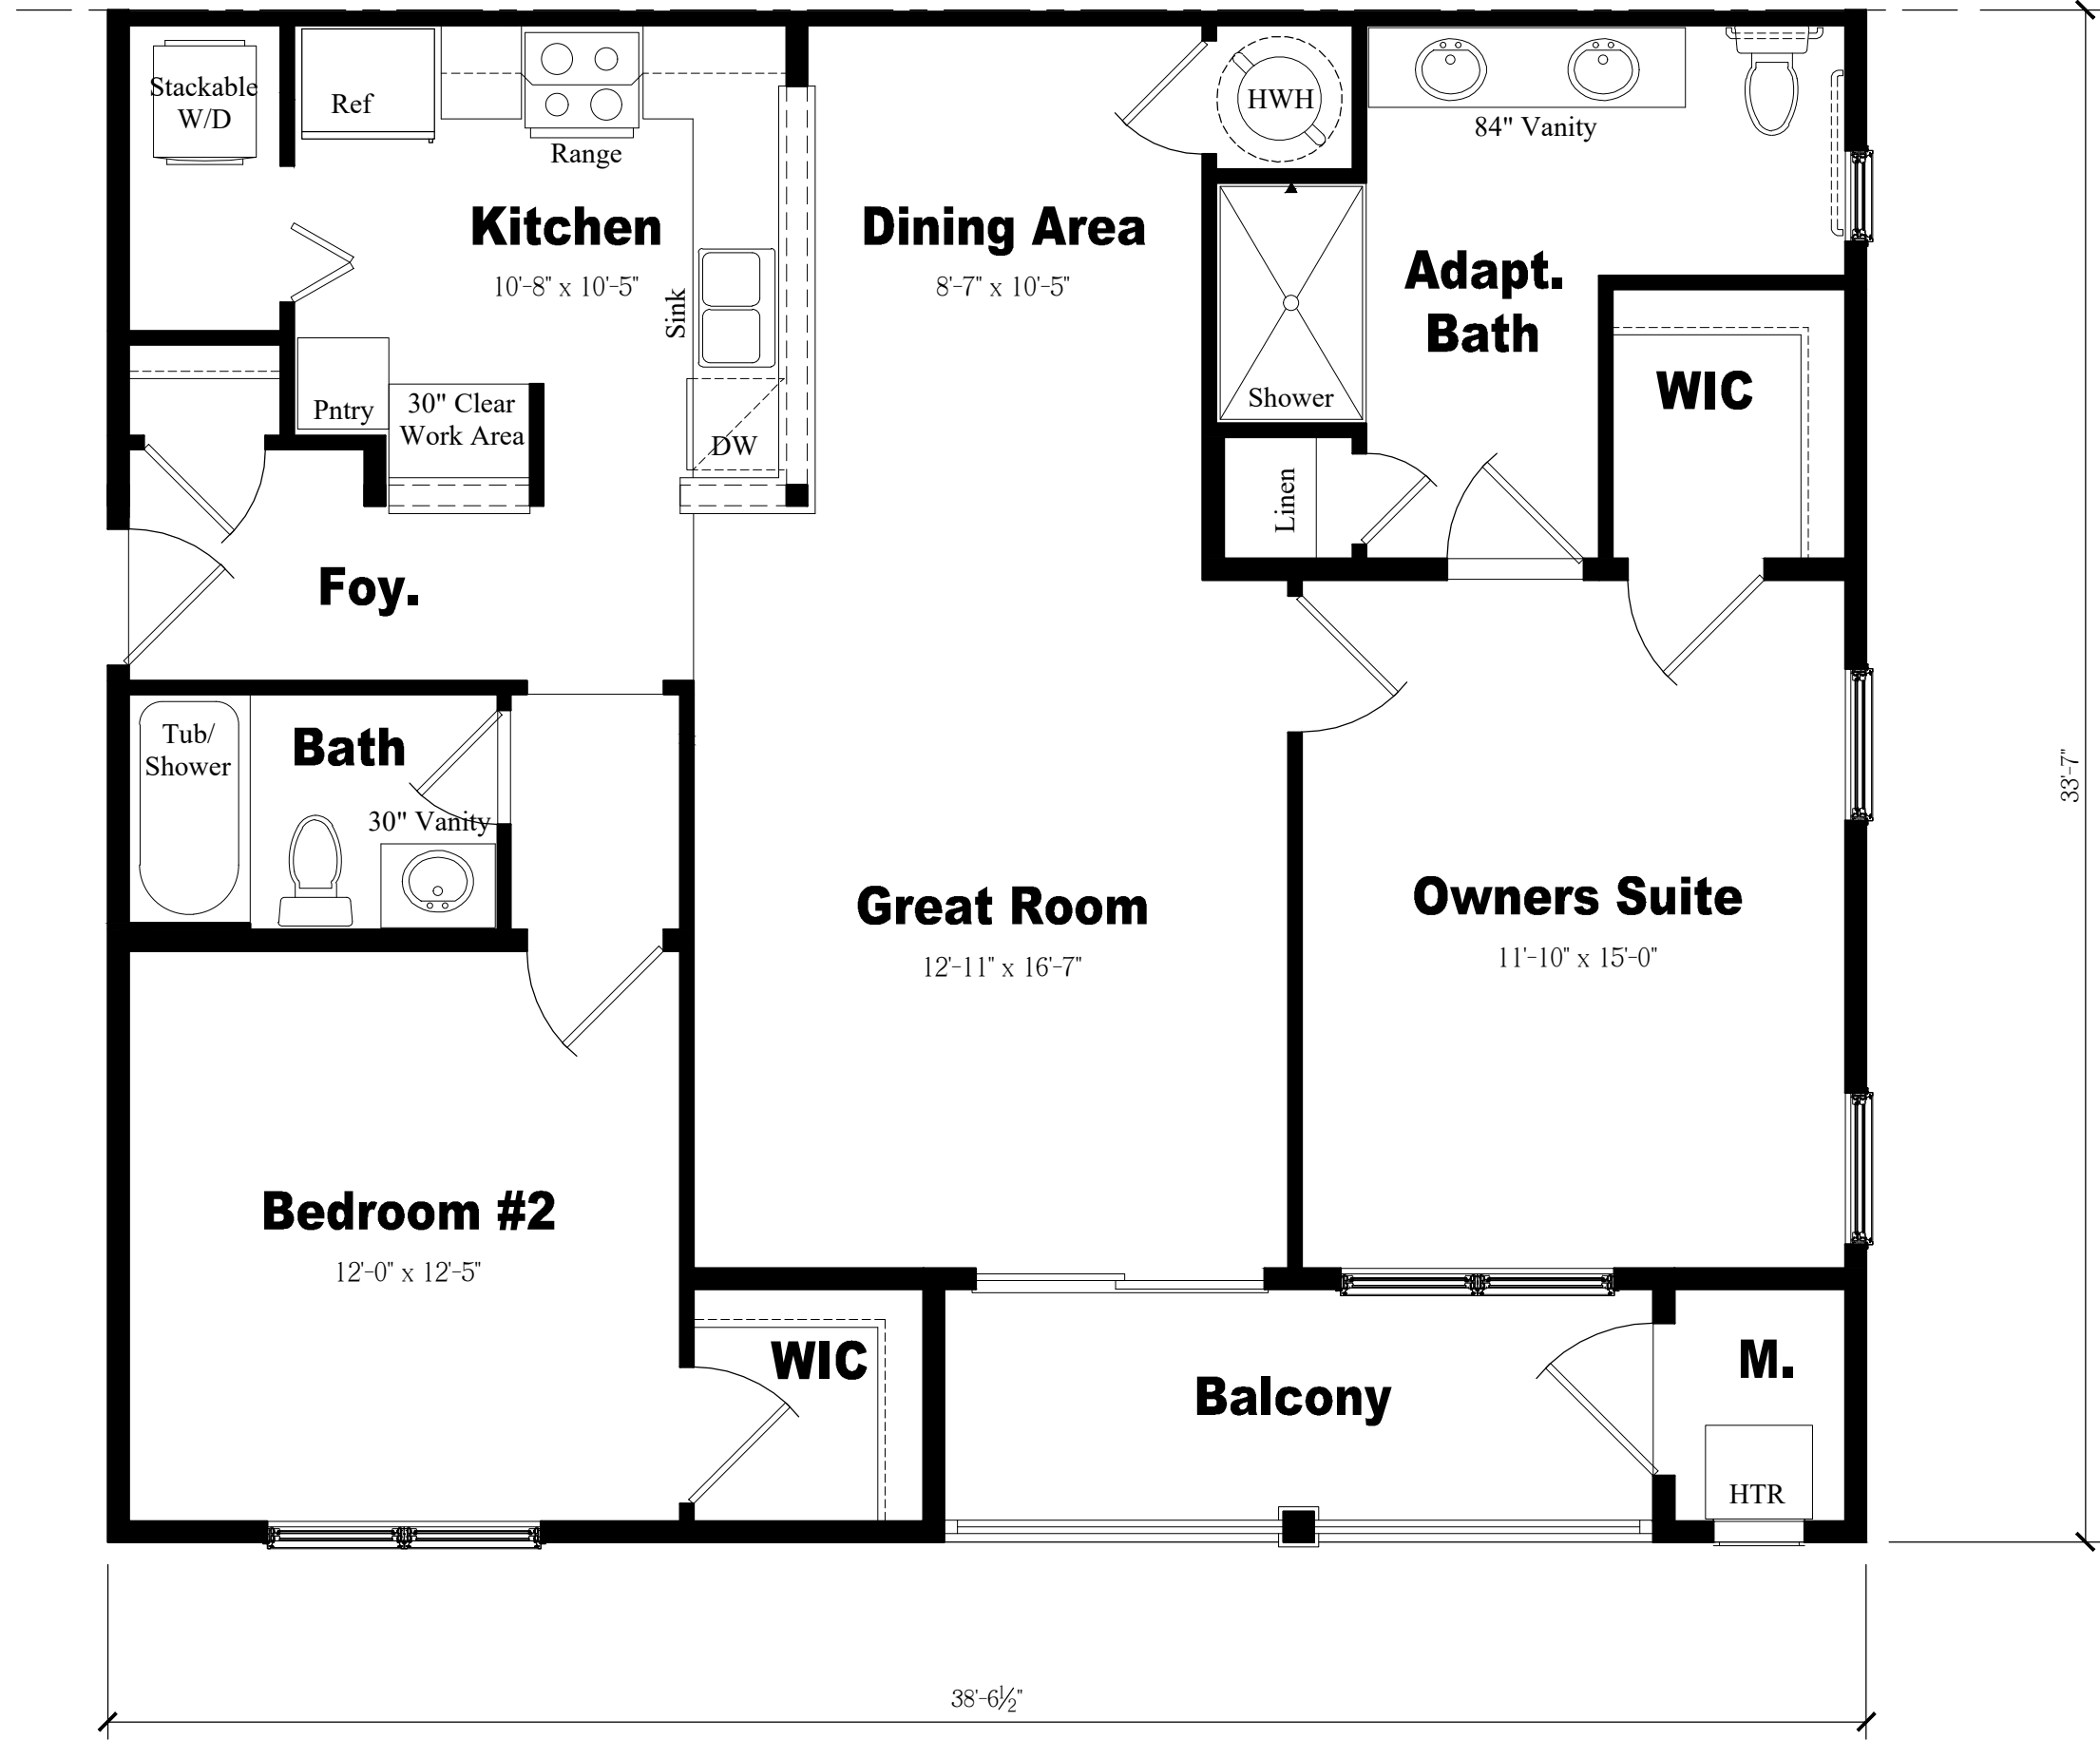 Stackable
W/D
Ref
Range
HWH
84" Vanity
Kitchen
10'-8" x 10'-5"
Sink
Dining Area
8'-7" x 10'-5"
Adapt.
Bath
Shower
WIC
Pntry
30" Clear
Work Area
DW
Linen
Foy.
Tub/
Shower
Bath
30" Vanity
33'-7"
Great Room
12'-11" x 16'-7"
Owners Suite
11'-10" x 15'-0"
Bedroom #2
12'-0" x 12'-5"
WIC
Balcony
M.
HTR
38'-6½"